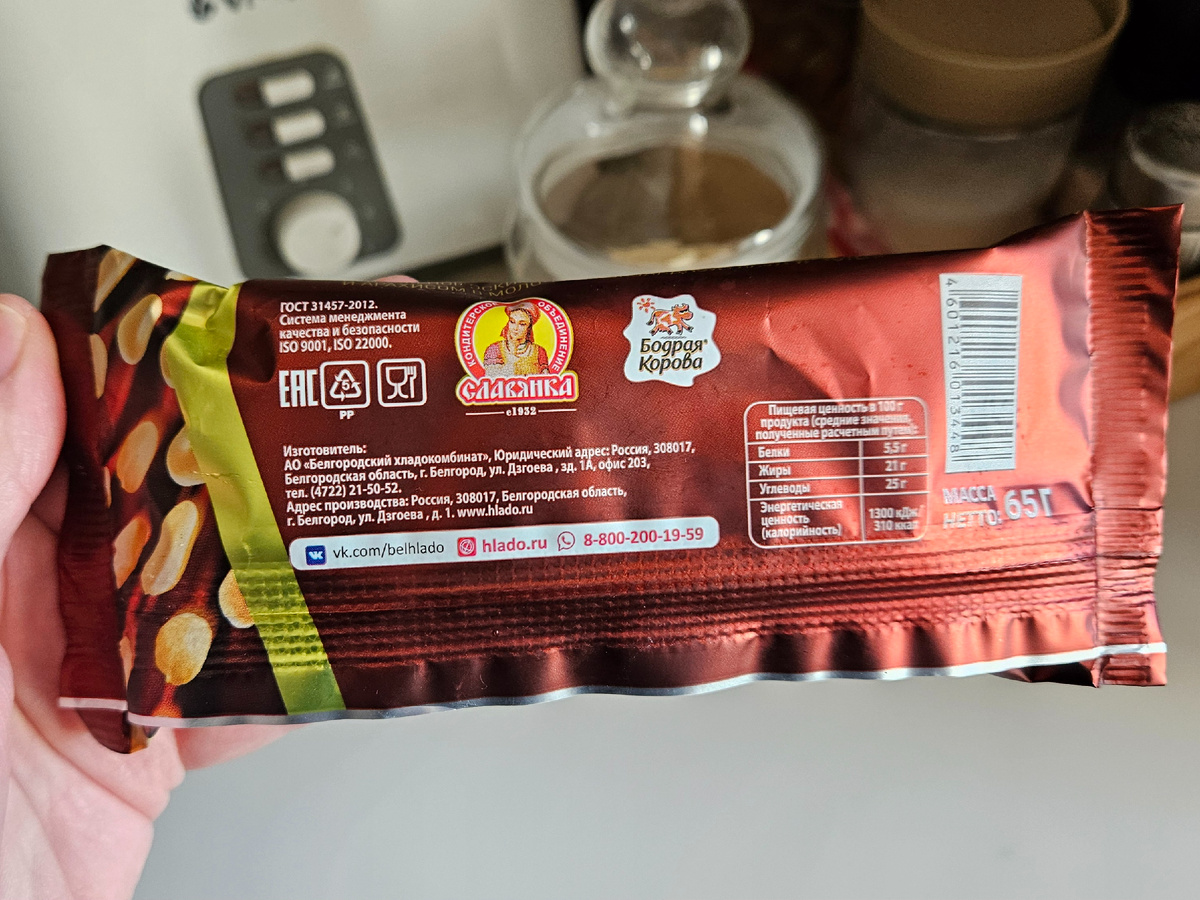 ГОСТ 31457-2012.
Система менеджмента
качества и безопасности
ISO 9001, ISO 22000.
ЕАС
5
PP
КОНДИТЕРСКОЕ ОБЪЕДИНЕНИЕ
СЛАВЯНКА
с1932
Бодрая®
Корова
Изготовитель:
АО «Белгородский хладокомбинат», Юридический адрес: Россия, 308017,
Белгородская область, г. Белгород, ул. Дзгоева , зд. 1А, офис 203,
тел. (4722) 21-50-52.
Адрес производства: Россия, 308017, Белгородская область,
г. Белгород, ул. Дзгоева , д. 1. www.hlado.ru
vk.com/belhlado hlado.ru 8-800-200-19-59
Пищевая ценность в 100 г
продукта (средние значения,
полученные расчетным путем):
Белки 5,5 г
Жиры 21 г
Углеводы 25 г
Энергетическая
ценность
(калорийность) 1300 кДж/
310 ккал
4 601216 013448
МАССА
НЕТТО: 65г